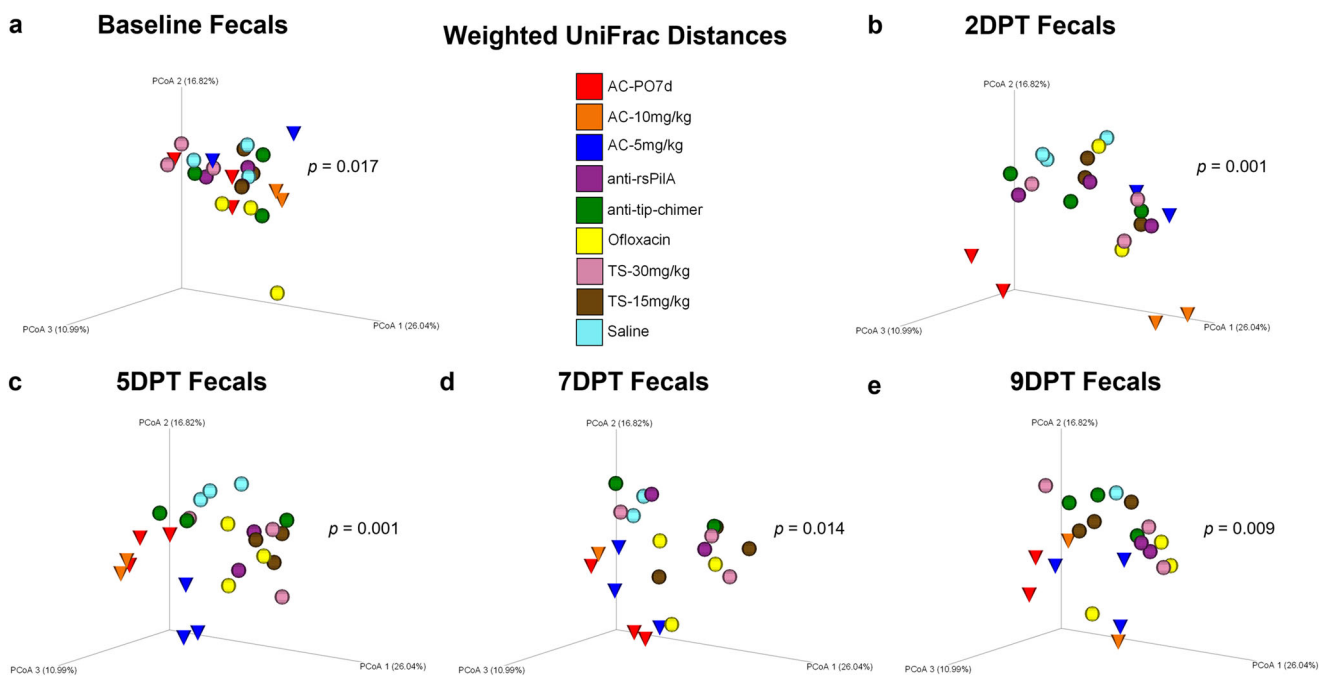 a
Baseline Fecals
Weighted UniFrac Distances
b
2DPT Fecals
PCoA 2 (16.82%)
p = 0.017
PCoA 3 (10.99%)
PCoA 1 (26.04%)
AC-PO7d
AC-10mg/kg
AC-5mg/kg
anti-rsPilA
anti-tip-chimer
Ofloxacin
TS-30mg/kg
TS-15mg/kg
Saline
PCoA 2 (16.82%)
p = 0.001
PCoA 3 (10.99%)
PCoA 1 (26.04%)
c
5DPT Fecals
PCoA 2 (16.82%)
p = 0.001
PCoA 3 (10.99%)
PCoA 1 (26.04%)
d
7DPT Fecals
PCoA 2 (16.82%)
p = 0.014
PCoA 3 (10.99%)
PCoA 1 (26.04%)
e
9DPT Fecals
PCoA 2 (16.82%)
p = 0.009
PCoA 3 (10.99%)
PCoA 1 (26.04%)